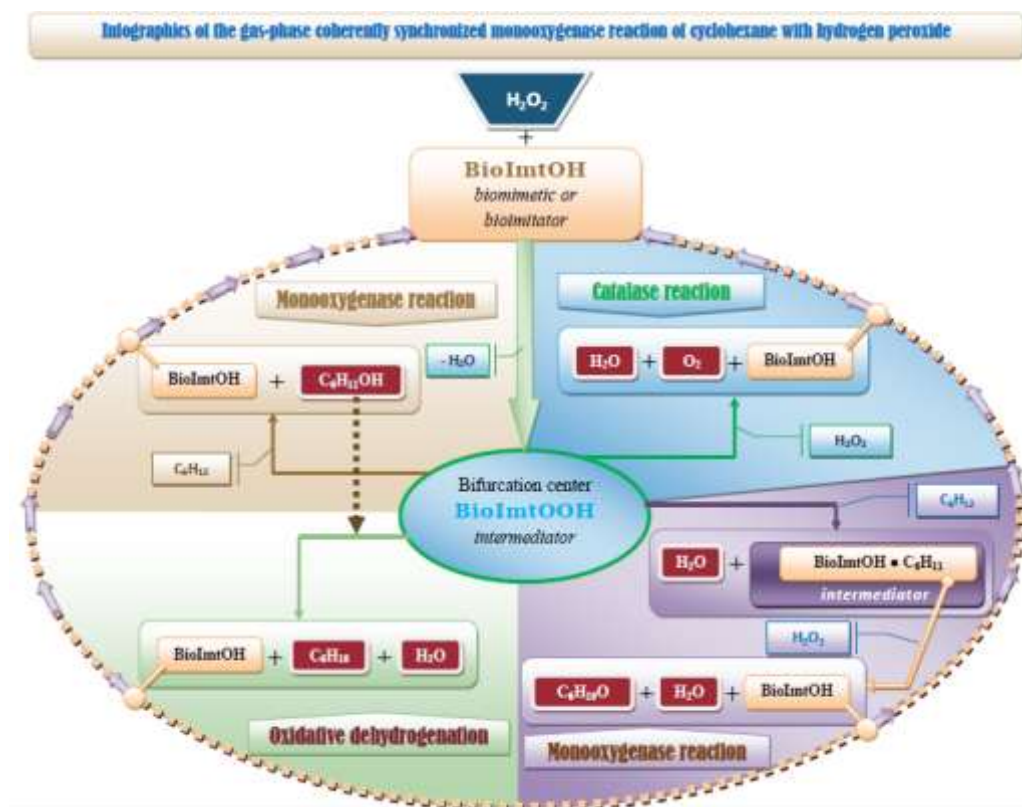 Infographics of the gas-phase coherently synchronized monooxygenase reaction of cyclohexane with hydrogen peroxide
H₂O₂
+
BioImtOH
biomimetic or
bioimitator
Monooxygenase reaction
Catalase reaction
- H₂O
BioImtOH + C₆H₁₁OH
H₂O + O₂ + BioImtOH
C₆H₁₂
H₂O₂
Bifurcation center
BioImtOOH
intermediator
C₆H₁₂
H₂O + BioImtOH • C₆H₁₁
intermediator
H₂O₂
BioImtOH + C₆H₁₀ + H₂O
C₆H₁₀O + H₂O + BioImtOH
Oxidative dehydrogenation
Monooxygenase reaction